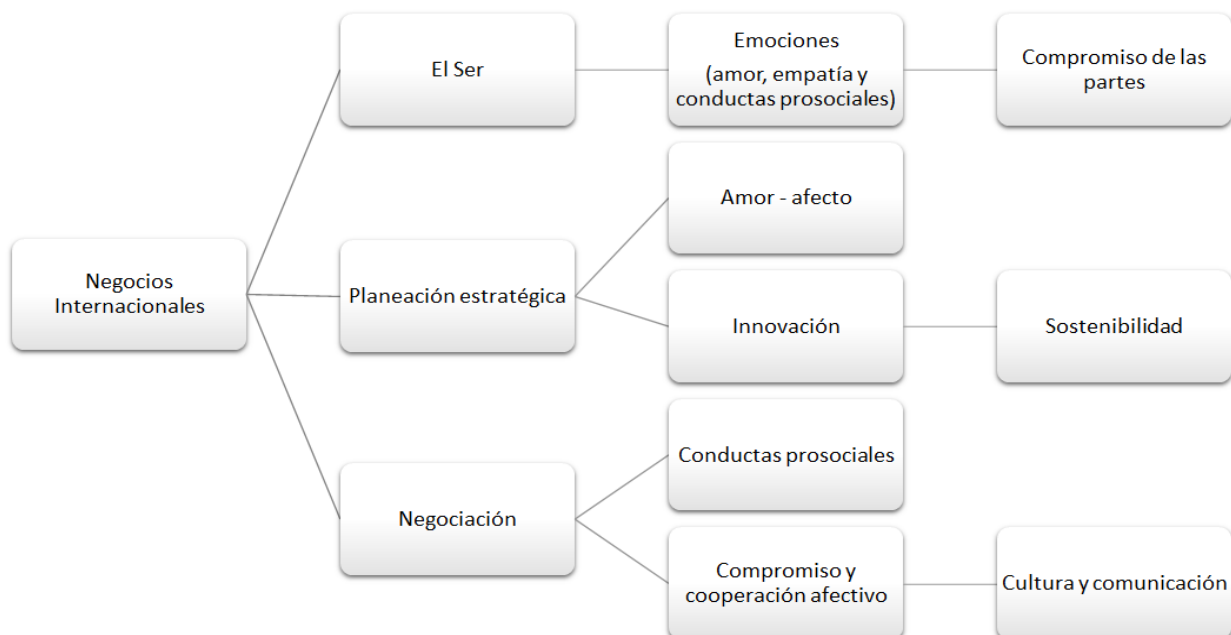 El Ser
Emociones
(amor, empatía y
conductas prosociales)
Compromiso de las
partes
Amor - afecto
Negocios
Internacionales
Planeación estratégica
Innovación
Sostenibilidad
Conductas prosociales
Negociación
Compromiso y
cooperación afectivo
Cultura y comunicación